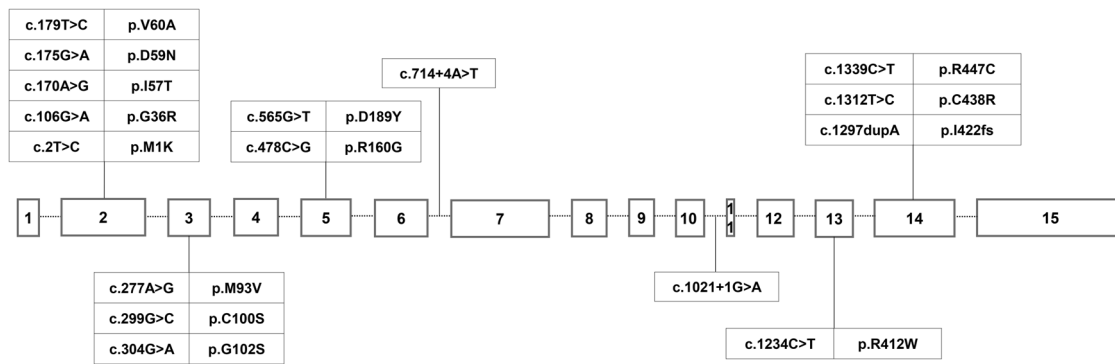 c.179T>C p.V60A
c.175G>A p.D59N
c.170A>G p.I57T
c.106G>A p.G36R
c.2T>C p.M1K
c.714+4A>T
c.565G>T p.D189Y
c.478C>G p.R160G
c.1339C>T p.R447C
c.1312T>C p.C438R
c.1297dupA p.I422fs
1 2 3 4 5 6 7 8 9 10 11 12 13 14 15
c.277A>G p.M93V
c.299G>C p.C100S
c.304G>A p.G102S
c.1021+1G>A
c.1234C>T p.R412W